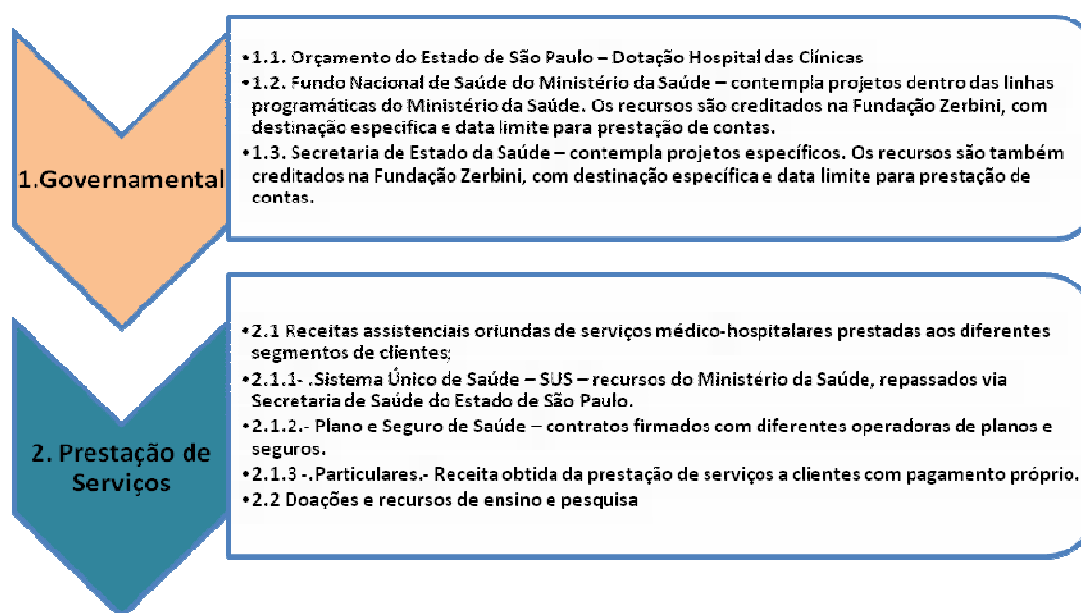 1.Governamental
•1.1. Orçamento do Estado de São Paulo – Dotação Hospital das Clínicas
•1.2. Fundo Nacional de Saúde do Ministério da Saúde – contempla projetos dentro das linhas
programáticas do Ministério da Saúde. Os recursos são creditados na Fundação Zerbini, com
destinação especifica e data limite para prestação de contas.
•1.3. Secretaria de Estado da Saúde – contempla projetos específicos. Os recursos são também
creditados na Fundação Zerbini, com destinação específica e data limite para prestação de
contas.
2. Prestação de
Serviços
•2.1 Receitas assistenciais oriundas de serviços médico-hospitalares prestadas aos diferentes
segmentos de clientes;
•2.1.1- .Sistema Único de Saúde – SUS – recursos do Ministério da Saúde, repassados via
Secretaria de Saúde do Estado de São Paulo.
•2.1.2.- Plano e Seguro de Saúde – contratos firmados com diferentes operadoras de planos e
seguros.
•2.1.3 -.Particulares.- Receita obtida da prestação de serviços a clientes com pagamento próprio.
•2.2 Doações e recursos de ensino e pesquisa